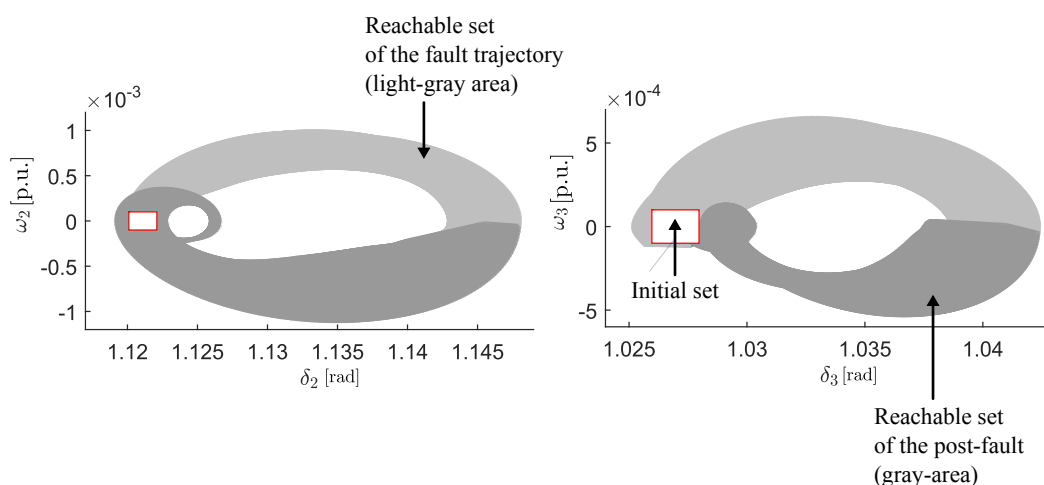 Reachable set
of the fault trajectory
(light-gray area)
×10⁻³
1
0.5
0
-0.5
-1
ω₂ [p.u.]
1.12
1.125
1.13
1.135
1.14
1.145
δ₂ [rad]
×10⁻⁴
5
0
-5
ω₃ [p.u.]
Initial set
1.025
1.03
1.035
1.04
δ₃ [rad]
Reachable set
of the post-fault
(gray-area)